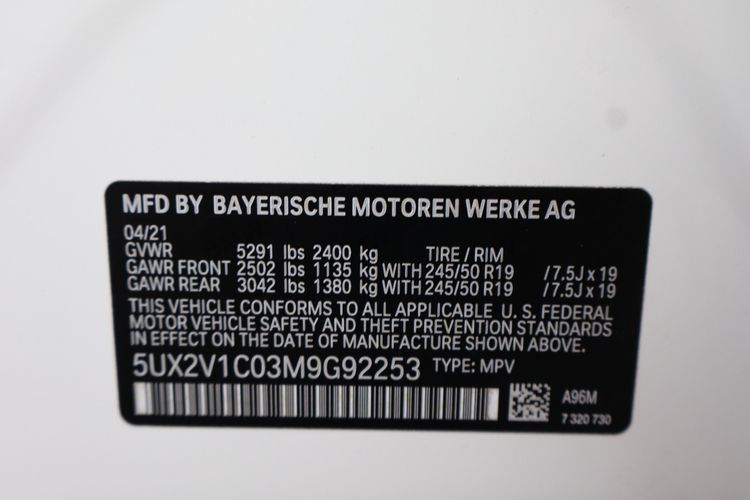 MFD BY BAYERISCHE MOTOREN WERKE AG
04/21
GVWR 5291 lbs 2400 kg TIRE / RIM
GAWR FRONT 2502 lbs 1135 kg WITH 245/50 R19 / 7.5J x 19
GAWR REAR 3042 lbs 1380 kg WITH 245/50 R19 / 7.5J x 19
THIS VEHICLE CONFORMS TO ALL APPLICABLE U. S. FEDERAL
MOTOR VEHICLE SAFETY AND THEFT PREVENTION STANDARDS
IN EFFECT ON THE DATE OF MANUFACTURE SHOWN ABOVE.
5UX2V1C03M9G92253 TYPE: MPV
A96M
7 320 730